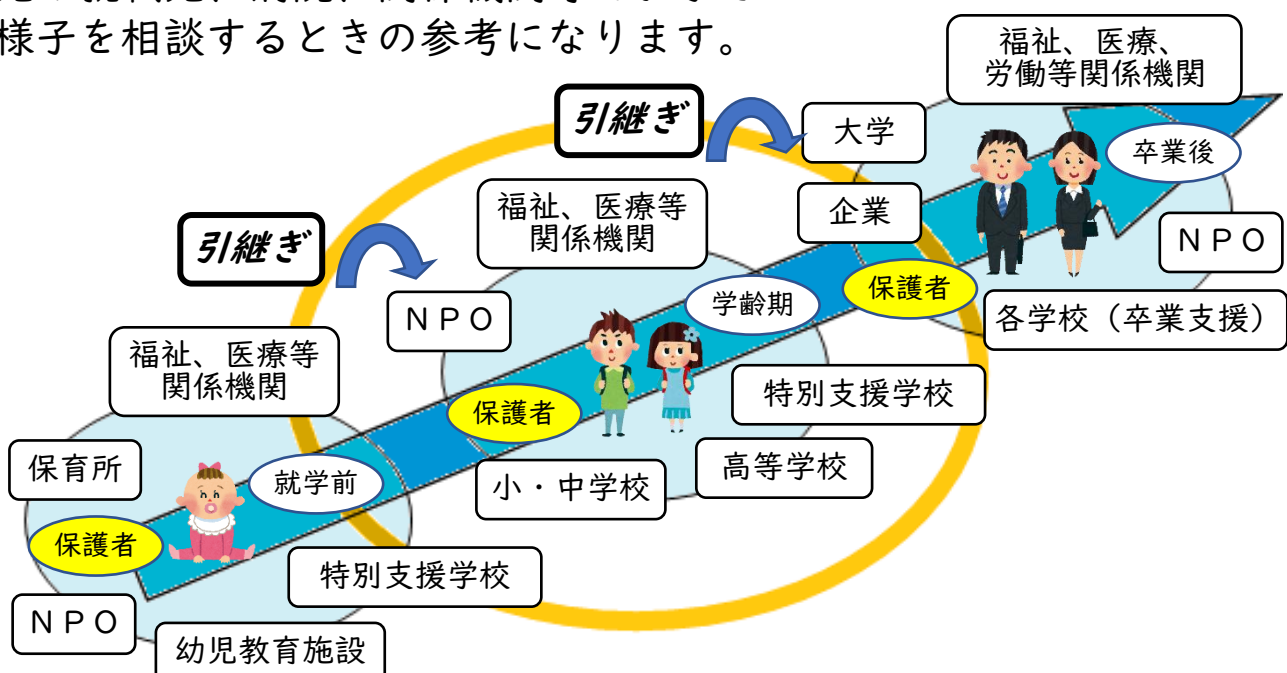 様子を相談するときの参考になります。
福祉、医療、
労働等関係機関
引継ぎ
大学
卒業後
福祉、医療等
関係機関
企業
引継ぎ
NPO
保護者
学齢期
NPO
各学校（卒業支援）
福祉、医療等
関係機関
保護者
特別支援学校
保育所
就学前
小・中学校
高等学校
保護者
特別支援学校
NPO
幼児教育施設